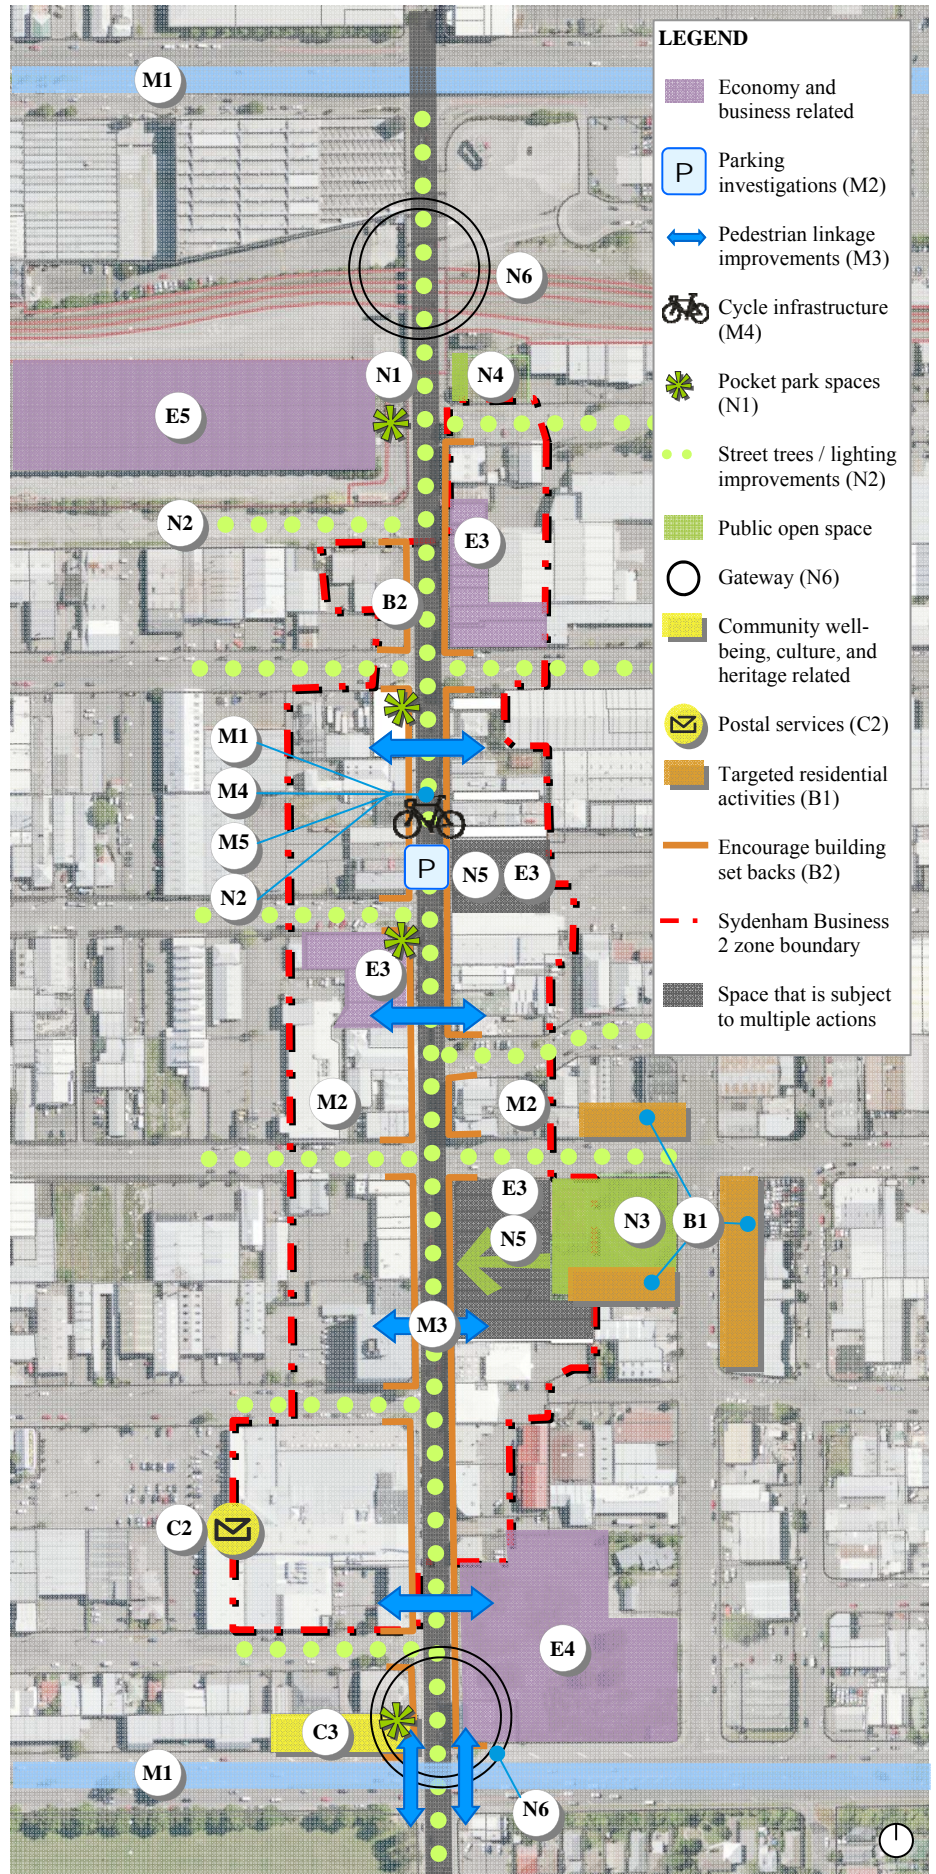 LEGEND
Economy and
business related
P
Parking
investigations (M2)
Pedestrian linkage
improvements (M3)
Cycle infrastructure
(M4)
Pocket park spaces
(N1)
Street trees / lighting
improvements (N2)
Public open space
Gateway (N6)
Community well-
being, culture, and
heritage related
Postal services (C2)
Targeted residential
activities (B1)
Encourage building
set backs (B2)
Sydenham Business
2 zone boundary
Space that is subject
to multiple actions
M1
N6
N1
N4
E5
N2
E3
B2
M1
M4
M5
N2
P
N5
E3
E3
M2
M2
E3
N5
N3
B1
M3
C2
E4
C3
M1
N6